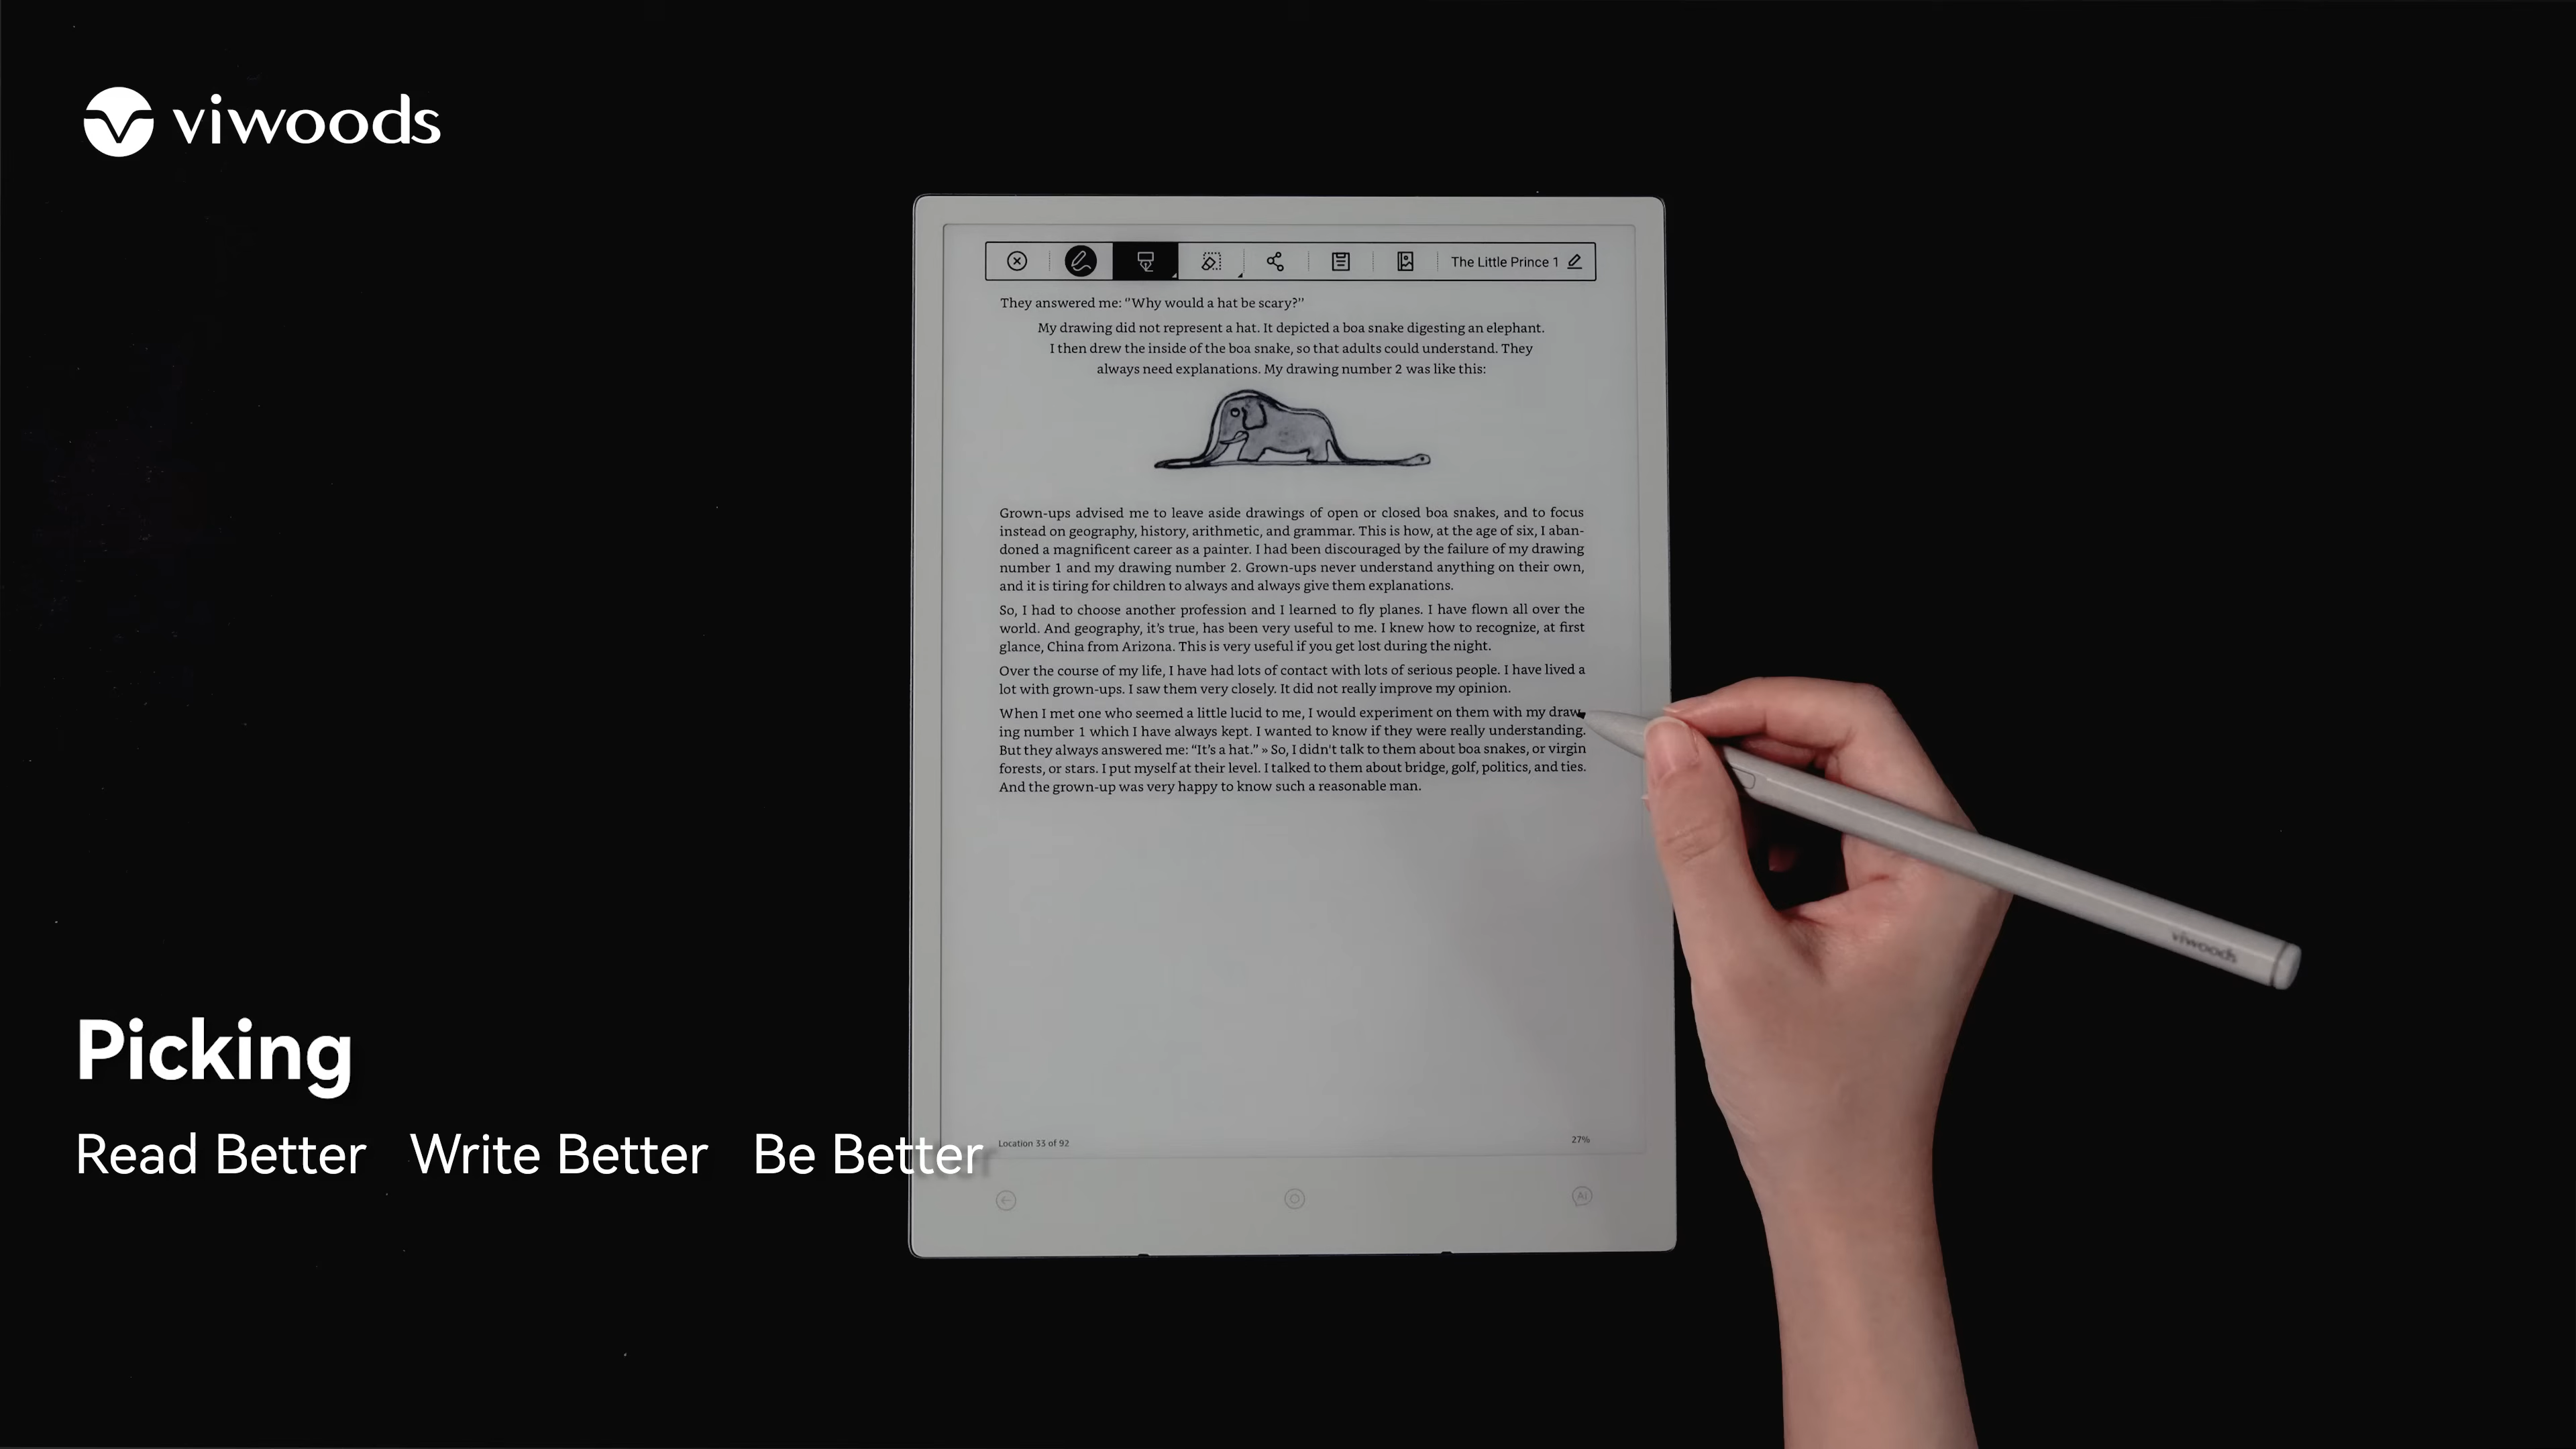 viwoods
The Little Prince 1
They answered me: “Why would a hat be scary?”
My drawing did not represent a hat. It depicted a boa snake digesting an elephant.
I then drew the inside of the boa snake, so that adults could understand. They
always need explanations. My drawing number 2 was like this:
Grown-ups advised me to leave aside drawings of open or closed boa snakes, and to focus
instead on geography, history, arithmetic, and grammar. This is how, at the age of six, I aban-
doned a magnificent career as a painter. I had been discouraged by the failure of my drawing
number 1 and my drawing number 2. Grown-ups never understand anything on their own,
and it is tiring for children to always and always give them explanations.
So, I had to choose another profession and I learned to fly planes. I have flown all over the
world. And geography, it's true, has been very useful to me. I knew how to recognize, at first
glance, China from Arizona. This is very useful if you get lost during the night.
Over the course of my life, I have had lots of contact with lots of serious people. I have lived a
lot with grown-ups. I saw them very closely. It did not really improve my opinion.
When I met one who seemed a little lucid to me, I would experiment on them with my draw-
ing number 1 which I have always kept. I wanted to know if they were really understanding.
But they always answered me: “It's a hat.” » So, I didn't talk to them about boa snakes, or virgin
forests, or stars. I put myself at their level. I talked to them about bridge, golf, politics, and ties.
And the grown-up was very happy to know such a reasonable man.
viwoods
Picking
Read Better Write Better Be Better
Location 33 of 92
27%
AI